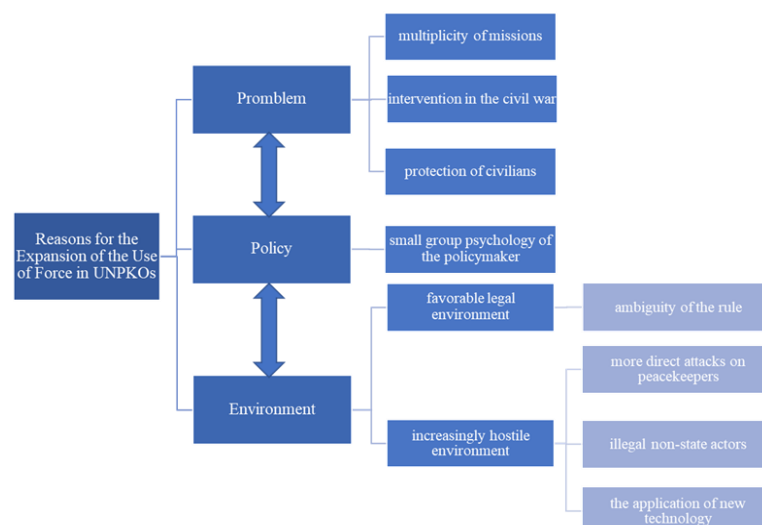 multiplicity of missions
Promblem
intervention in the civil war
protection of civilians
Reasons for the
Expansion of the Use
of Force in UNPKOs
Policy
small group psychology of
the policymaker
favorable legal
environment
ambiguity of the rule
more direct attacks on
peacekeepers
Environment
increasingly hostile
environment
illegal non-state actors
the application of new
technology